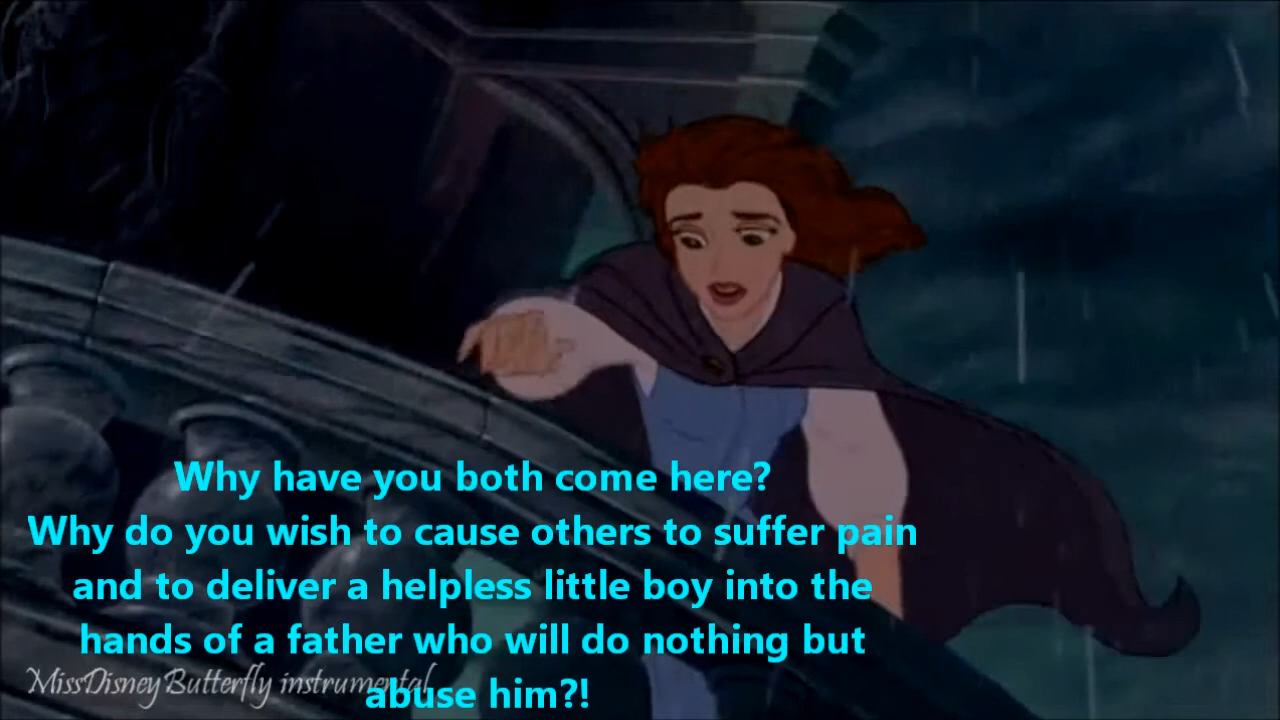 Why have you both come here?
Why do you wish to cause others to suffer pain
and to deliver a helpless little boy into the
hands of a father who will do nothing but
abuse him?!
MissDisneyButterfly instrumental